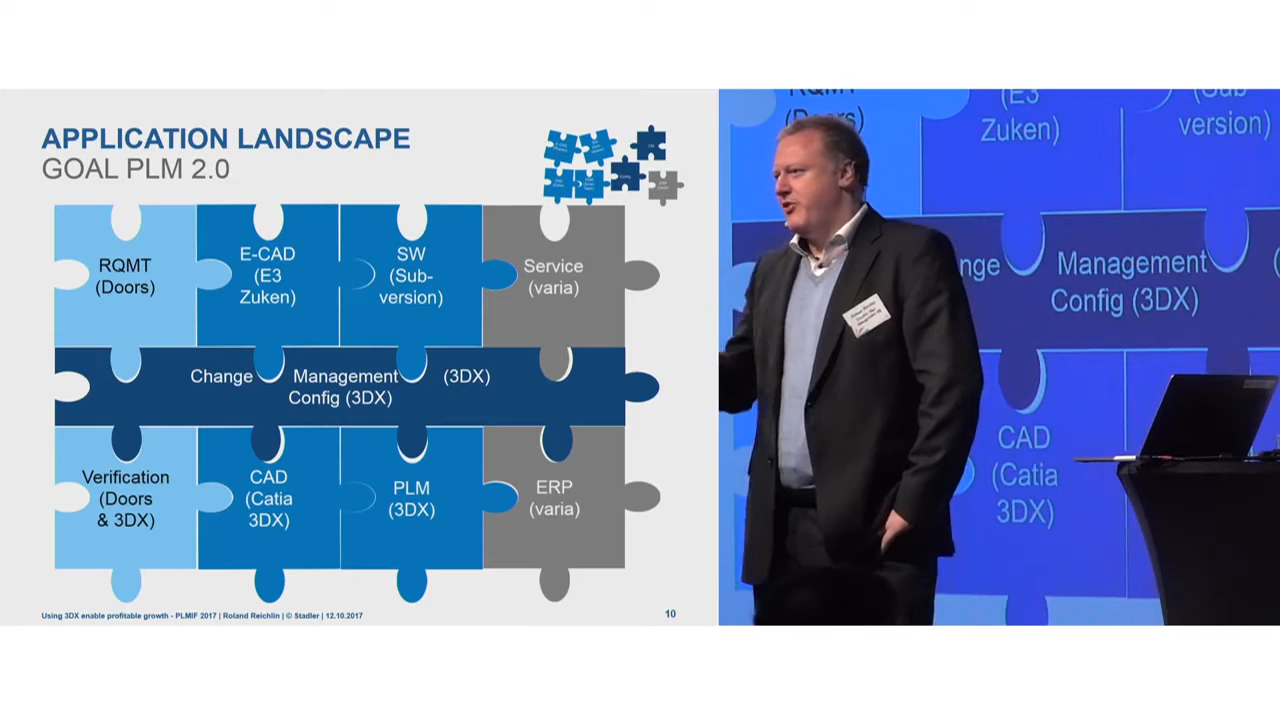 APPLICATION LANDSCAPE
GOAL PLM 2.0
RQMT
(Doors)
E-CAD
(E3
Zuken)
SW
(Sub-
version)
Service
(varia)
Change Management (3DX)
Config (3DX)
Verification
(Doors
& 3DX)
CAD
(Catia
3DX)
PLM
(3DX)
ERP
(varia)
Using 3DX enable profitable growth - PLMIF 2017 | Roland Reichlin | © Stadler | 12.10.2017
10
(E3
Zuken)
version)
nge Management
Config (3DX)
CAD
(Catia
3DX)